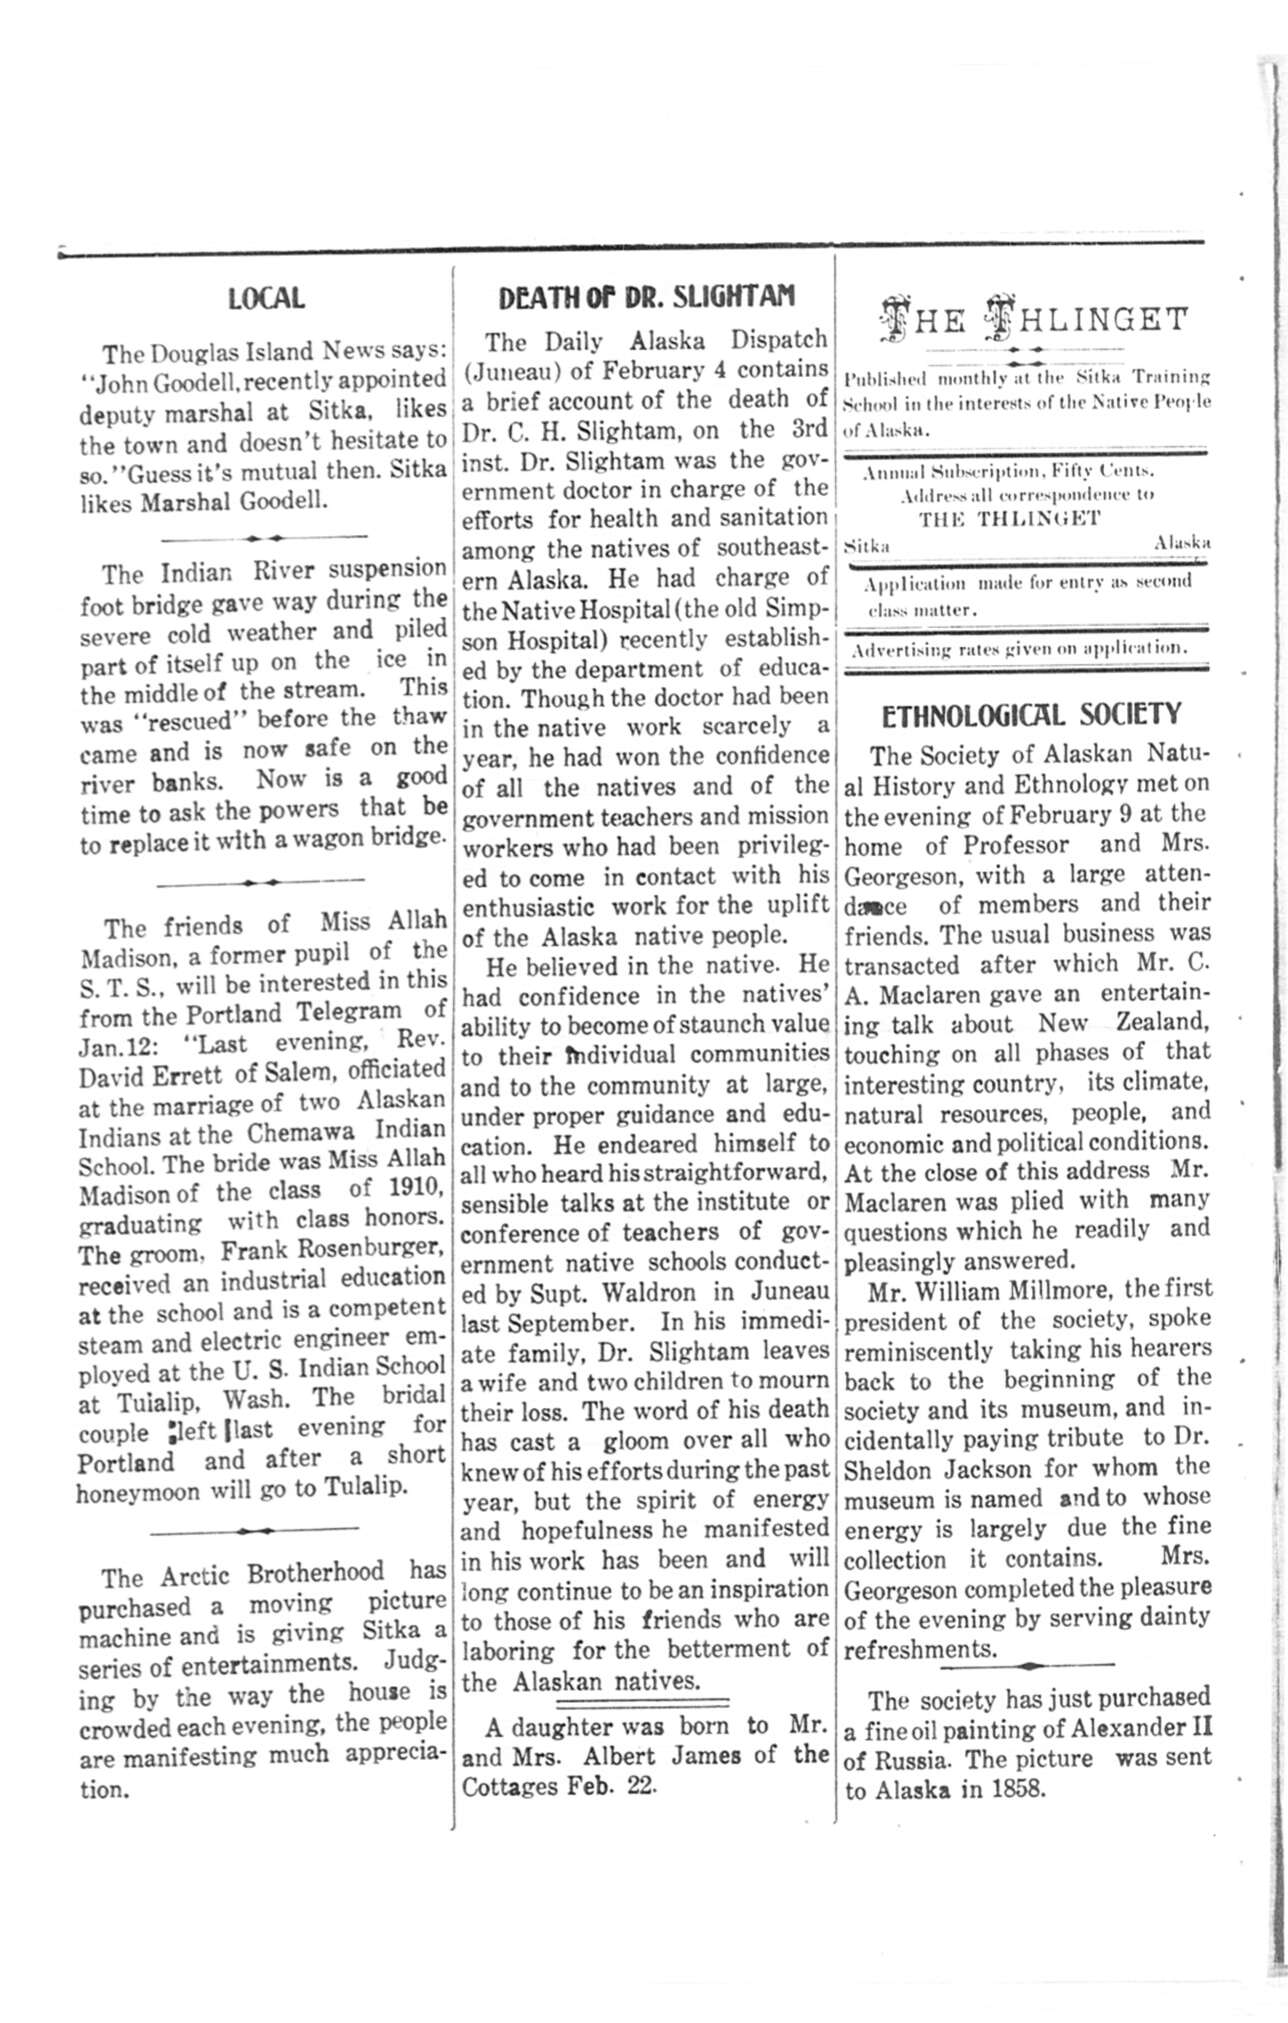 LOCAL
The Douglas Island News says:
"John Goodell, recently appointed
deputy marshal at Sitka, likes
the town and doesn't hesitate to
so." Guess it's mutual then. Sitka
likes Marshal Goodell.
The Indian River suspension
foot bridge gave way during the
severe cold weather and piled
part of itself up on the ice in
the middle of the stream. This
was "rescued" before the thaw
came and is now safe on the
river banks. Now is a good
time to ask the powers that be
to replace it with a wagon bridge.
The friends of Miss Allah
Madison, a former pupil of the
S. T. S., will be interested in this
from the Portland Telegram of
Jan. 12: "Last evening, Rev.
David Errett of Salem, officiated
at the marriage of two Alaskan
Indians at the Chemawa Indian
School. The bride was Miss Allah
Madison of the class of 1910,
graduating with class honors.
The groom, Frank Rosenburger,
received an industrial education
at the school and is a competent
steam and electric engineer em-
ployed at the U. S. Indian School
at Tulalip, Wash. The bridal
couple left last evening for
Portland and after a short
honeymoon will go to Tulalip.
The Arctic Brotherhood has
purchased a moving picture
machine and is giving Sitka a
series of entertainments. Judg-
ing by the way the house is
crowded each evening, the people
are manifesting much apprecia-
tion.
DEATH OF DR. SLIGHTAM
The Daily Alaska Dispatch
(Juneau) of February 4 contains
a brief account of the death of
Dr. C. H. Slightam, on the 3rd
inst. Dr. Slightam was the gov-
ernment doctor in charge of the
efforts for health and sanitation
among the natives of southeast-
ern Alaska. He had charge of
the Native Hospital (the old Simp-
son Hospital) recently establish-
ed by the department of educa-
tion. Though the doctor had been
in the native work scarcely a
year, he had won the confidence
of all the natives and of the
government teachers and mission
workers who had been privileg-
ed to come in contact with his
enthusiastic work for the uplift
of the Alaska native people.
He believed in the native. He
had confidence in the natives'
ability to become of staunch value
to their individual communities
and to the community at large,
under proper guidance and edu-
cation. He endeared himself to
all who heard his straightforward,
sensible talks at the institute or
conference of teachers of gov-
ernment native schools conduct-
ed by Supt. Waldron in Juneau
last September. In his immedi-
ate family, Dr. Slightam leaves
a wife and two children to mourn
their loss. The word of his death
has cast a gloom over all who
knew of his efforts during the past
year, but the spirit of energy
and hopefulness he manifested
in his work has been and will
long continue to be an inspiration
to those of his friends who are
laboring for the betterment of
the Alaskan natives.
A daughter was born to Mr.
and Mrs. Albert James of the
Cottages Feb. 22.
THE THLINGET
Published monthly at the Sitka Training
School in the interests of the Native People
of Alaska.
Annual Subscription, Fifty Cents.
Address all correspondence to
THE THLINGET
Sitka Alaska
Application made for entry as second
class matter.
Advertising rates given on application.
ETHNOLOGICAL SOCIETY
The Society of Alaskan Natu-
al History and Ethnology met on
the evening of February 9 at the
home of Professor and Mrs.
Georgeson, with a large atten-
dance of members and their
friends. The usual business was
transacted after which Mr. C.
A. Maclaren gave an entertain-
ing talk about New Zealand,
touching on all phases of that
interesting country, its climate,
natural resources, people, and
economic and political conditions.
At the close of this address Mr.
Maclaren was plied with many
questions which he readily and
pleasingly answered.
Mr. William Millmore, the first
president of the society, spoke
reminiscently taking his hearers
back to the beginning of the
society and its museum, and in-
cidentally paying tribute to Dr.
Sheldon Jackson for whom the
museum is named and to whose
energy is largely due the fine
collection it contains. Mrs.
Georgeson completed the pleasure
of the evening by serving dainty
refreshments.
The society has just purchased
a fine oil painting of Alexander II
of Russia. The picture was sent
to Alaska in 1858.